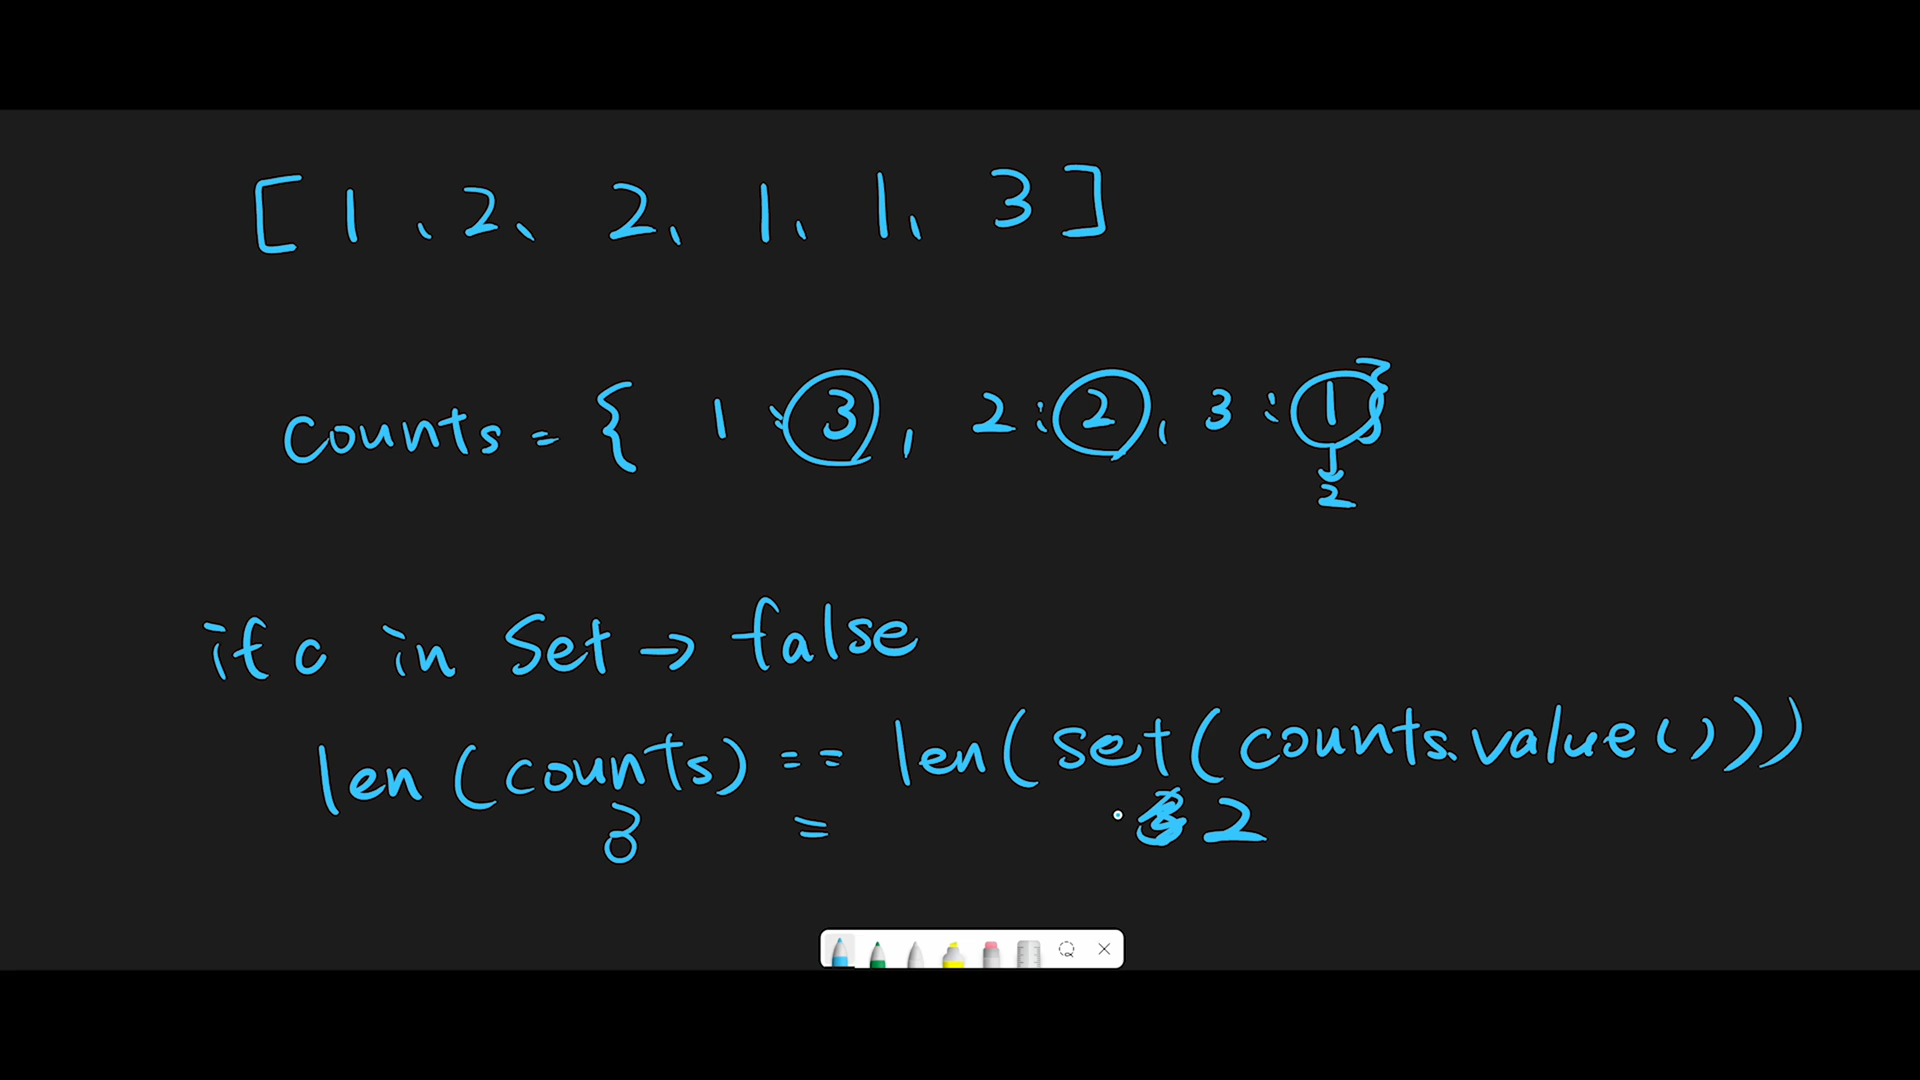 [ 1 , 2, 2, 1, 1, 3 ]
counts = { 1 : 3 , 2 : 2 , 3 : 1 }
2
if c in Set → false
len (counts) == len( set( counts.value()))
3 = 2